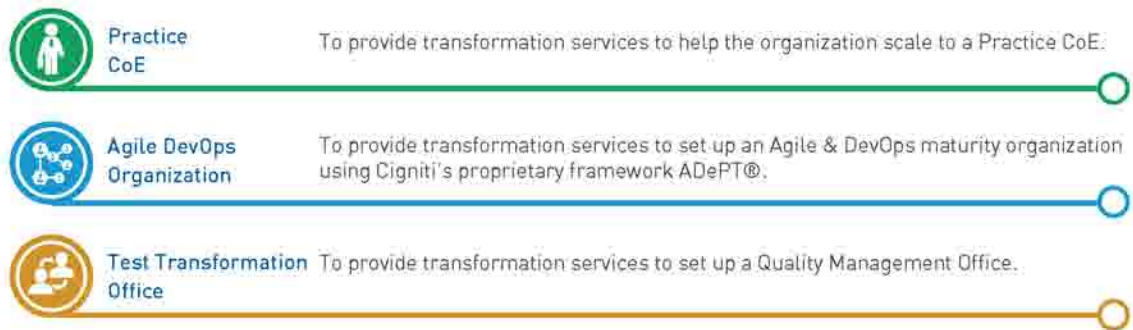 Practice
CoE
To provide transformation services to help the organization scale to a Practice CoE.
Agile DevOps
Organization
To provide transformation services to set up an Agile & DevOps maturity organization
using Cigniti's proprietary framework ADePT®.
Test Transformation
Office
To provide transformation services to set up a Quality Management Office.